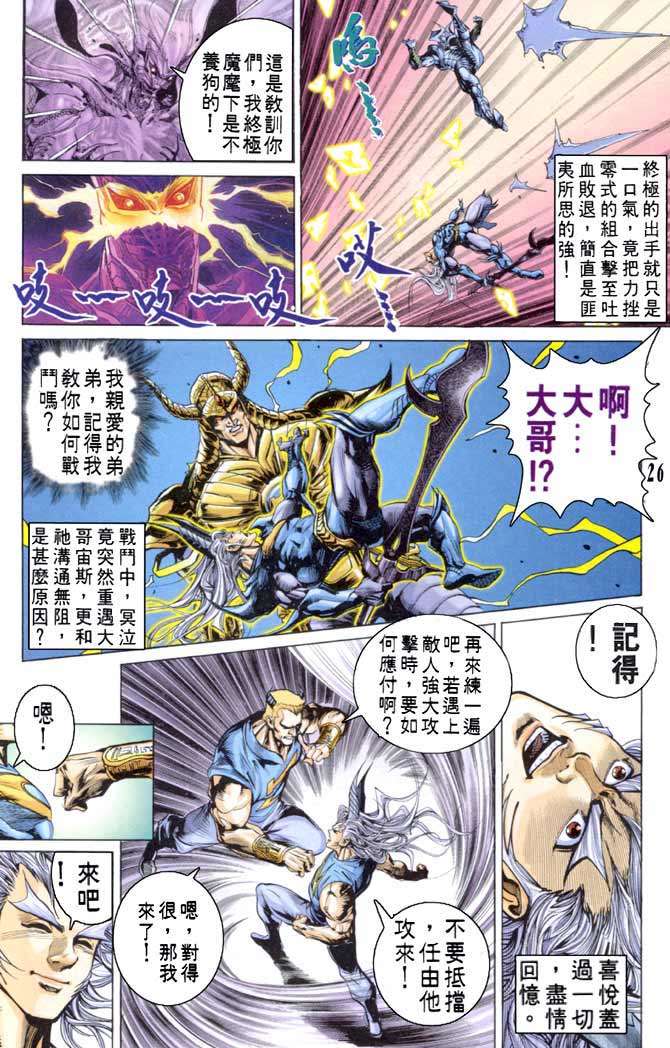 嗚…!
終極的出手就只是
一口氣，竟把力挫
零式的組合擊至吐
血敗退，簡直是匪
夷所思的強！
哎…!
這是教訓你
們，我終極
魔麾下是不
養狗的！
吱一吱一吱一
啊！
大…
大哥!?
26
我親愛的弟
弟，記得我
教你如何戰
鬥嗎？
戰鬥中，冥泣
竟突然重遇大
哥宙斯，更和
祂溝通無阻，
是甚麼原因？
記得
！
喜悅蓋
過一切
，盡情
回憶。
再來練一遍
吧，若遇上
敵人強大攻
擊時，要如
何應付啊？
不要抵擋
，任由他
攻來！
嗯，對得
很，那我
來了！
嗯！
來吧
！